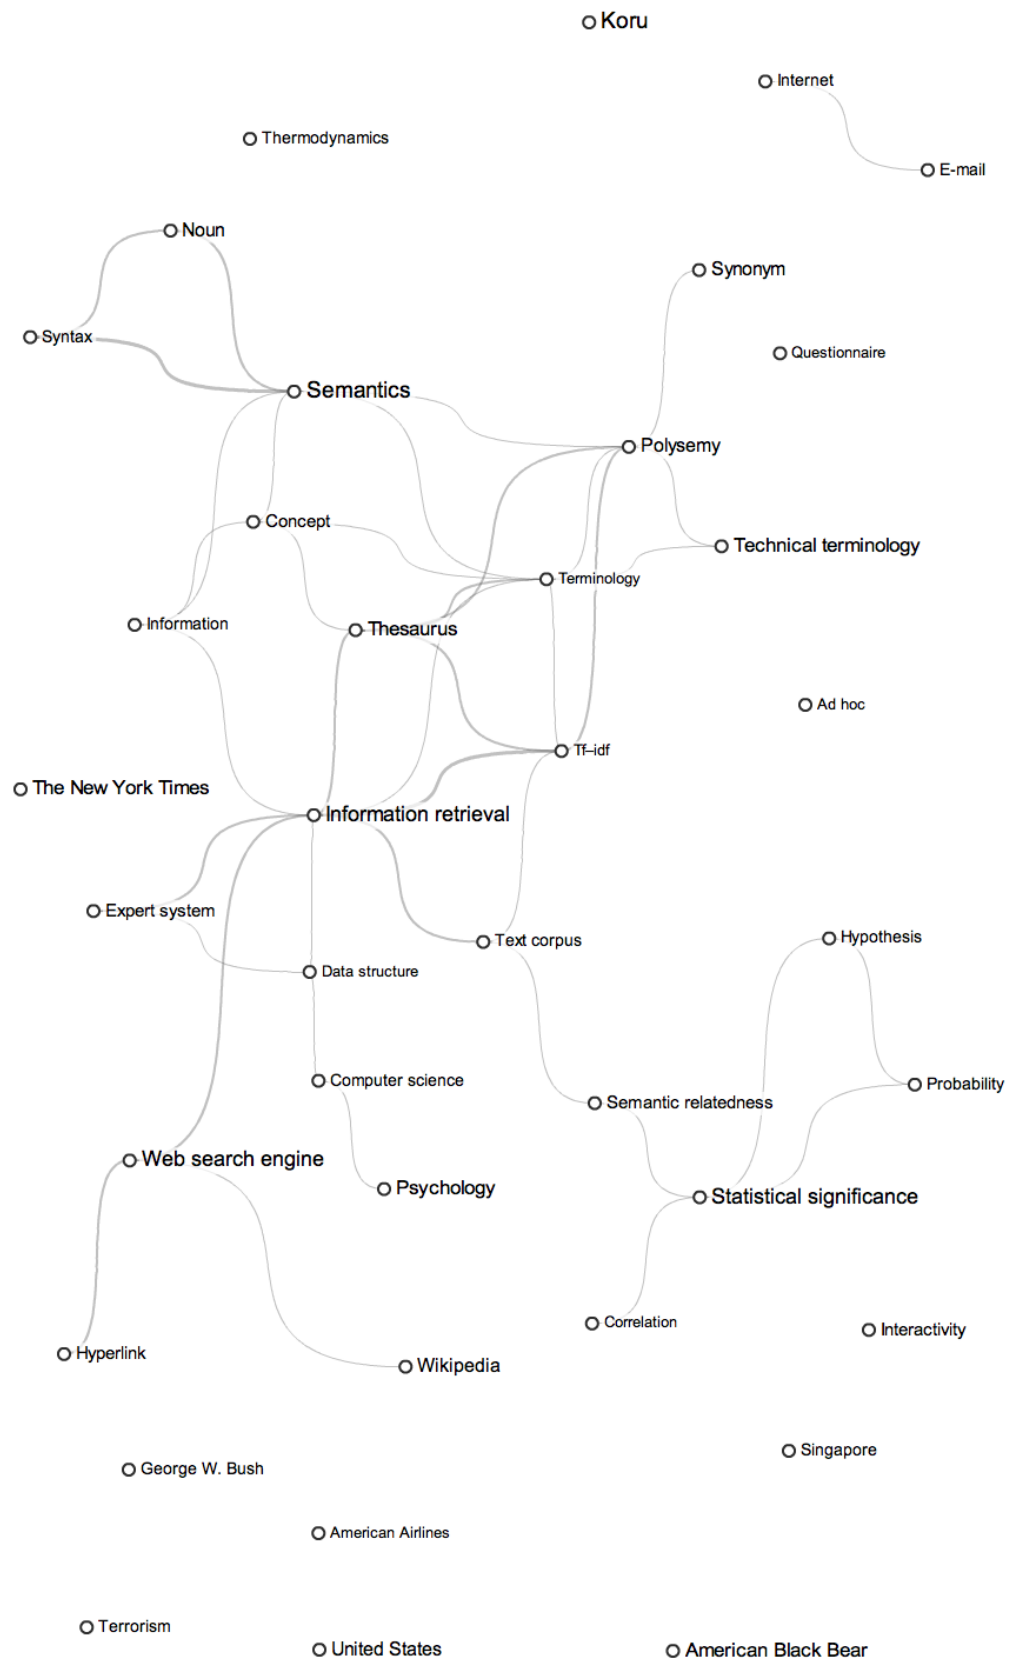 Koru
Internet
Thermodynamics
E-mail
Noun
Synonym
Syntax
Questionnaire
Semantics
Polysemy
Concept
Technical terminology
Terminology
Information
Thesaurus
Ad hoc
Tf–idf
The New York Times
Information retrieval
Expert system
Hypothesis
Text corpus
Data structure
Computer science
Probability
Semantic relatedness
Web search engine
Psychology
Statistical significance
Correlation
Interactivity
Hyperlink
Wikipedia
Singapore
George W. Bush
American Airlines
Terrorism
United States
American Black Bear